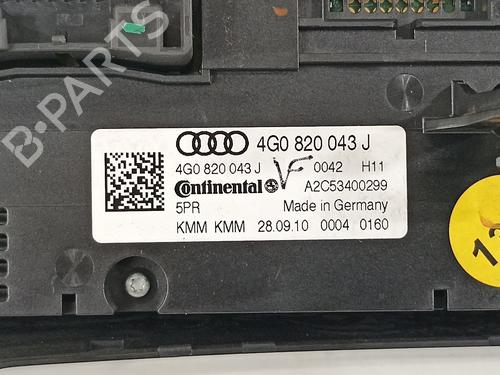 B-PARTS
4G0 820 043 J
4G0 820 043 J VF 0042 H11
Continental A2C53400299
5PR Made in Germany
KMM KMM 28.09.10 0004 0160